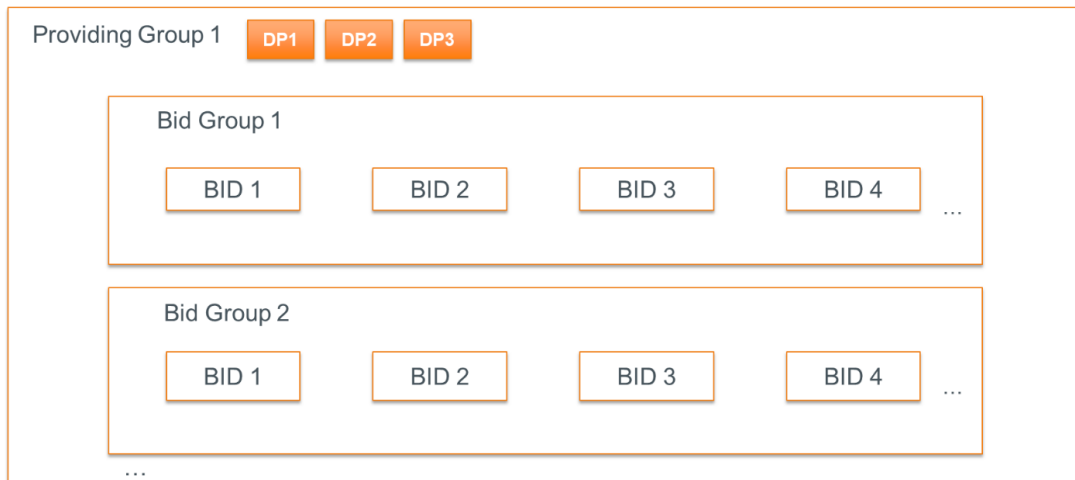 Providing Group 1 DP1 DP2 DP3
Bid Group 1
BID 1 BID 2 BID 3 BID 4 ...
Bid Group 2
BID 1 BID 2 BID 3 BID 4 ...
...